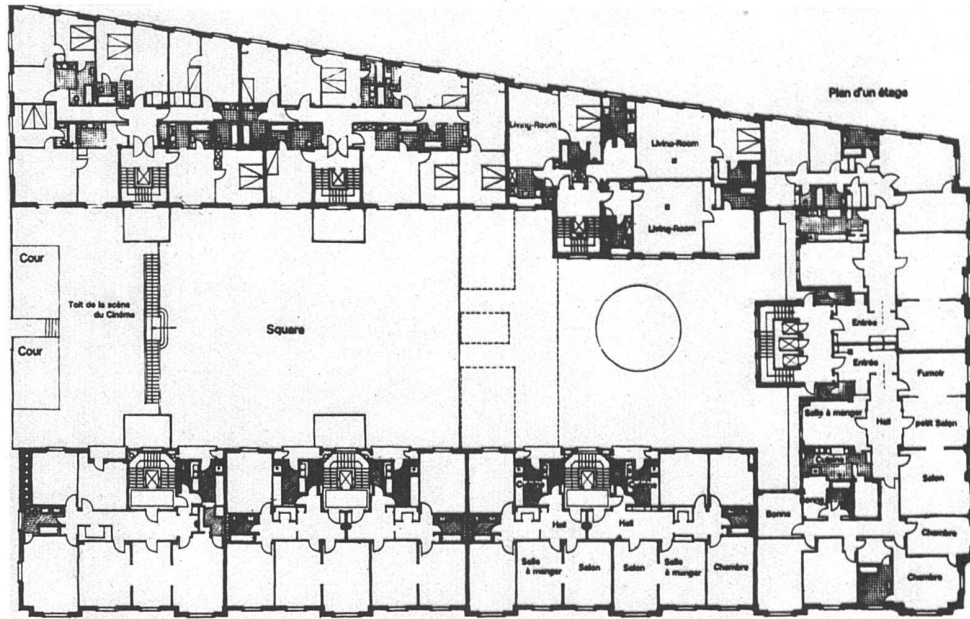 Plan d'un étage
Living-Room
Living-Room
Living-Room
Cour
Toit de la scène
du Cinéma
Square
Cour
Entrée
Entrée
Fumoir
Salle à manger
Hall
petit Salon
Salon
Bonne
Hall
Hall
Chambre
Salle
à manger
Salon
Salon
Salle
à manger
Chambre
Chambre